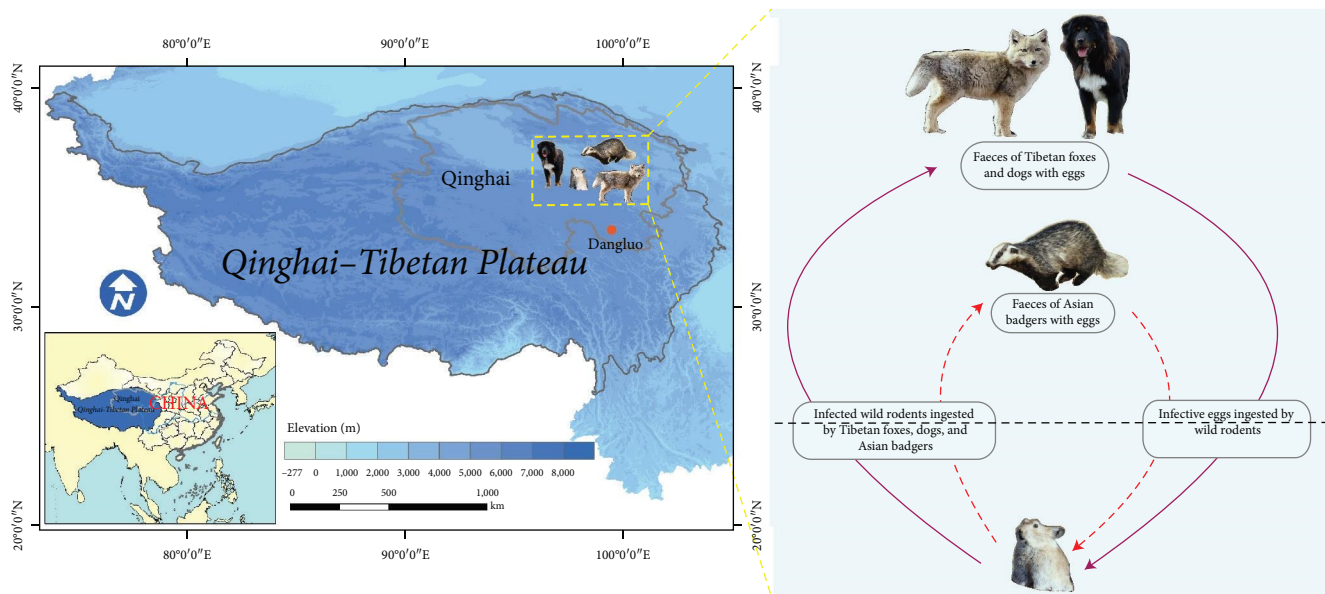 80°0′0″E
90°0′0″E
100°0′0″E
40°0′0″N
30°0′0″N
20°0′0″N
40°0′0″N
30°0′0″N
20°0′0″N
Qinghai
Dangluo
Qinghai–Tibetan Plateau
N
Qinghai
Qinghai-Tibetan Plateau
CHINA
Elevation (m)
–277 0 1,000 2,000 3,000 4,000 5,000 6,000 7,000 8,000
0 250 500 1,000
km
80°0′0″E
90°0′0″E
100°0′0″E
Faeces of Tibetan foxes
and dogs with eggs
Faeces of Asian
badgers with eggs
Infected wild rodents ingested
by Tibetan foxes, dogs, and
Asian badgers
Infective eggs ingested by
wild rodents